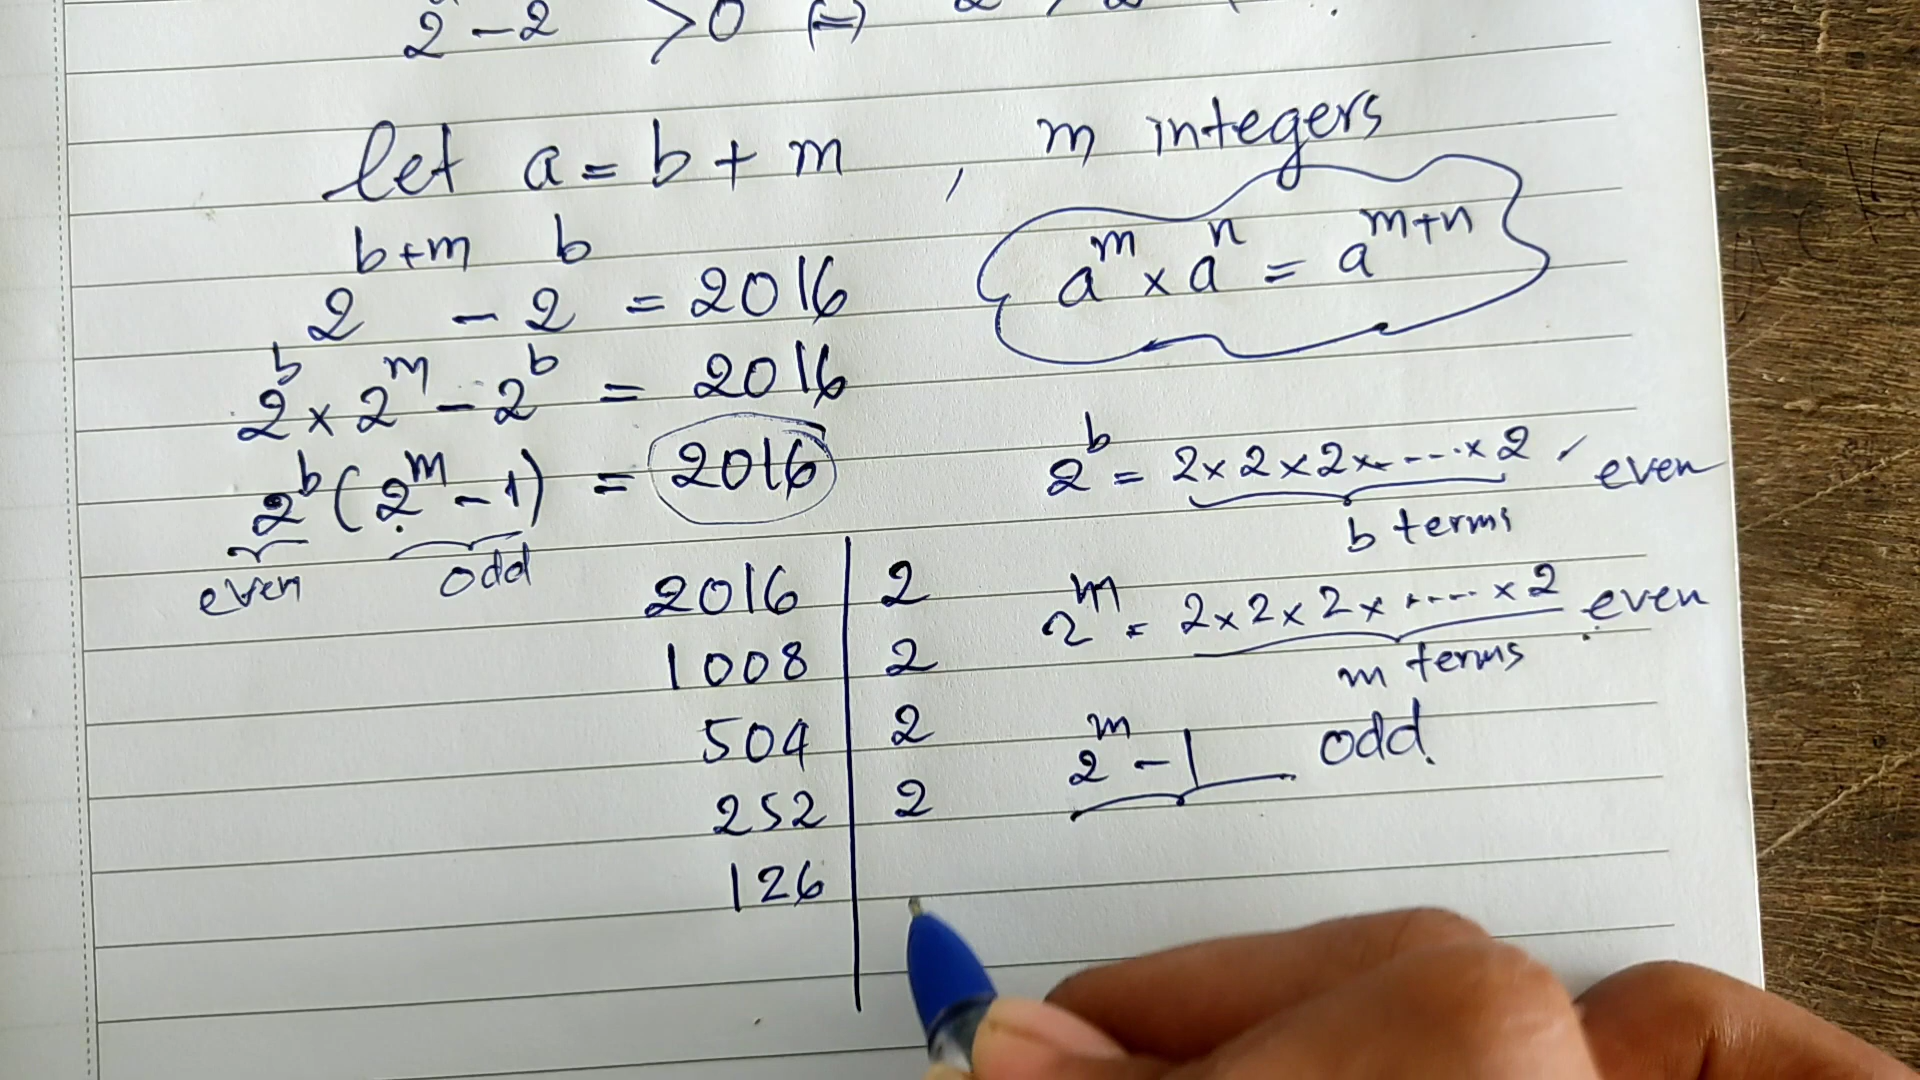 2 - 2 > 0 (=)
let a = b + m , m integers
2^{b+m} - 2^b = 2016
a^m × a^n = a^{m+n}
2^b × 2^m - 2^b = 2016
2^b (2^m - 1) = 2016
even odd
2^b = 2×2×2×----×2 even
b terms
2016 | 2
1008 | 2
504 | 2
252 | 2
126 |
2^m = 2×2×2×.----×2 even
m terms
2^m - 1 odd.